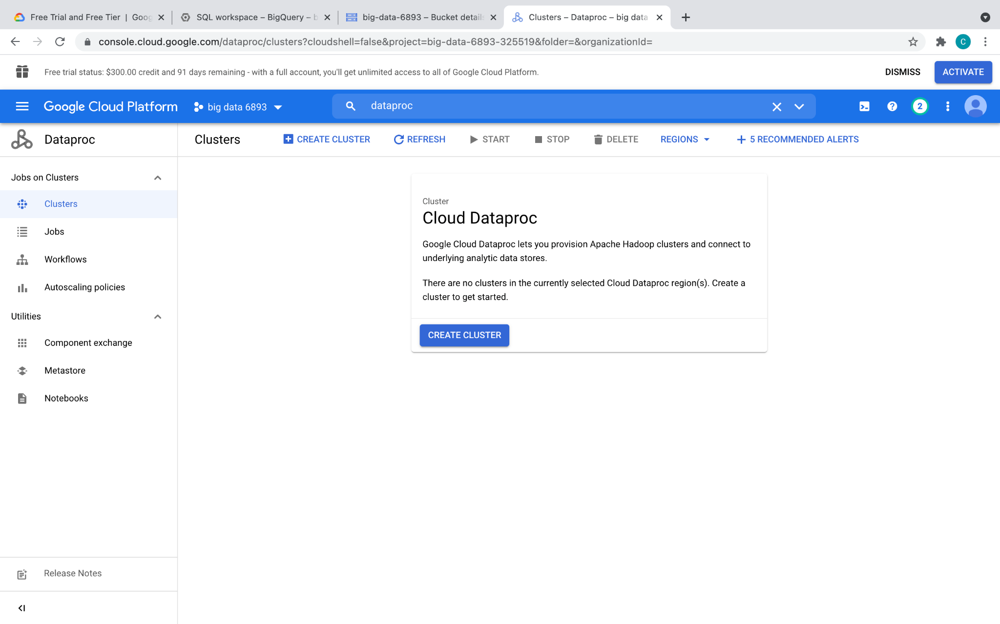 Free Trial and Free Tier | Goog
SQL workspace – BigQuery – b
big-data-6893 – Bucket details
Clusters – Dataproc – big data
console.cloud.google.com/dataproc/clusters?cloudshell=false&project=big-data-6893-325519&folder=&organizationId=
C
Free trial status: $300.00 credit and 91 days remaining - with a full account, you'll get unlimited access to all of Google Cloud Platform.
DISMISS
ACTIVATE
Google Cloud Platform
big data 6893
dataproc
2
Dataproc
Clusters
CREATE CLUSTER
REFRESH
START
STOP
DELETE
REGIONS
5 RECOMMENDED ALERTS
Jobs on Clusters
Clusters
Jobs
Workflows
Autoscaling policies
Utilities
Component exchange
Metastore
Notebooks
Release Notes
Cluster
Cloud Dataproc
Google Cloud Dataproc lets you provision Apache Hadoop clusters and connect to
underlying analytic data stores.
There are no clusters in the currently selected Cloud Dataproc region(s). Create a
cluster to get started.
CREATE CLUSTER